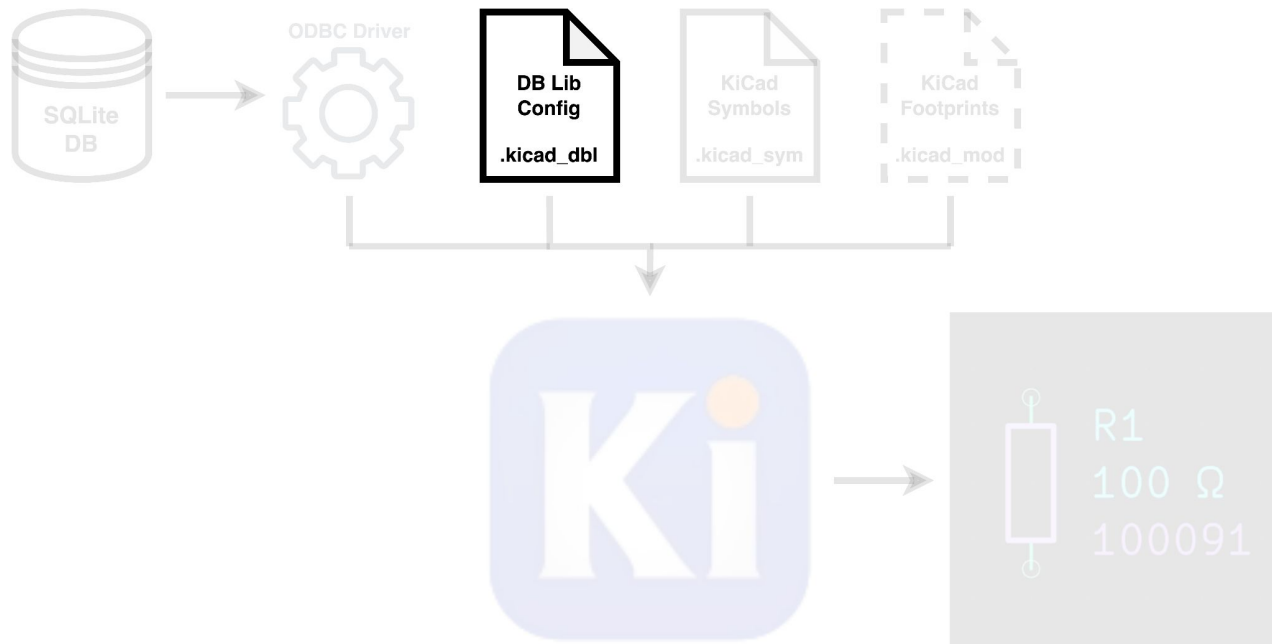 SQLite
DB
ODBC Driver
DB Lib
Config
.kicad_dbl
KiCad
Symbols
.kicad_sym
KiCad
Footprints
.kicad_mod
Ki
R1
100 Ω
100091